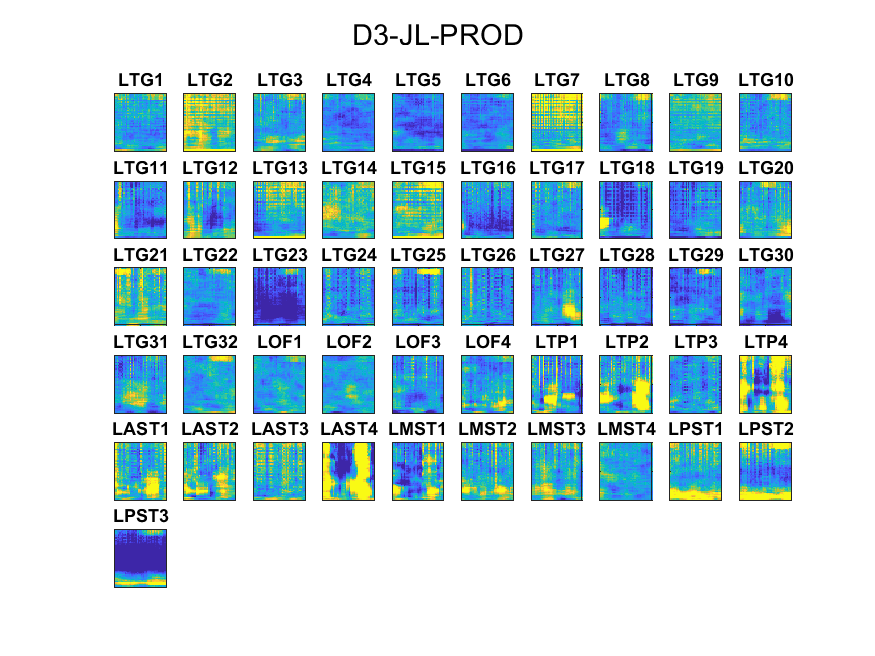 D3-JL-PROD
LTG1 LTG2 LTG3 LTG4 LTG5 LTG6 LTG7 LTG8 LTG9 LTG10
LTG11 LTG12 LTG13 LTG14 LTG15 LTG16 LTG17 LTG18 LTG19 LTG20
LTG21 LTG22 LTG23 LTG24 LTG25 LTG26 LTG27 LTG28 LTG29 LTG30
LTG31 LTG32 LOF1 LOF2 LOF3 LOF4 LTP1 LTP2 LTP3 LTP4
LAST1 LAST2 LAST3 LAST4 LMST1 LMST2 LMST3 LMST4 LPST1 LPST2
LPST3